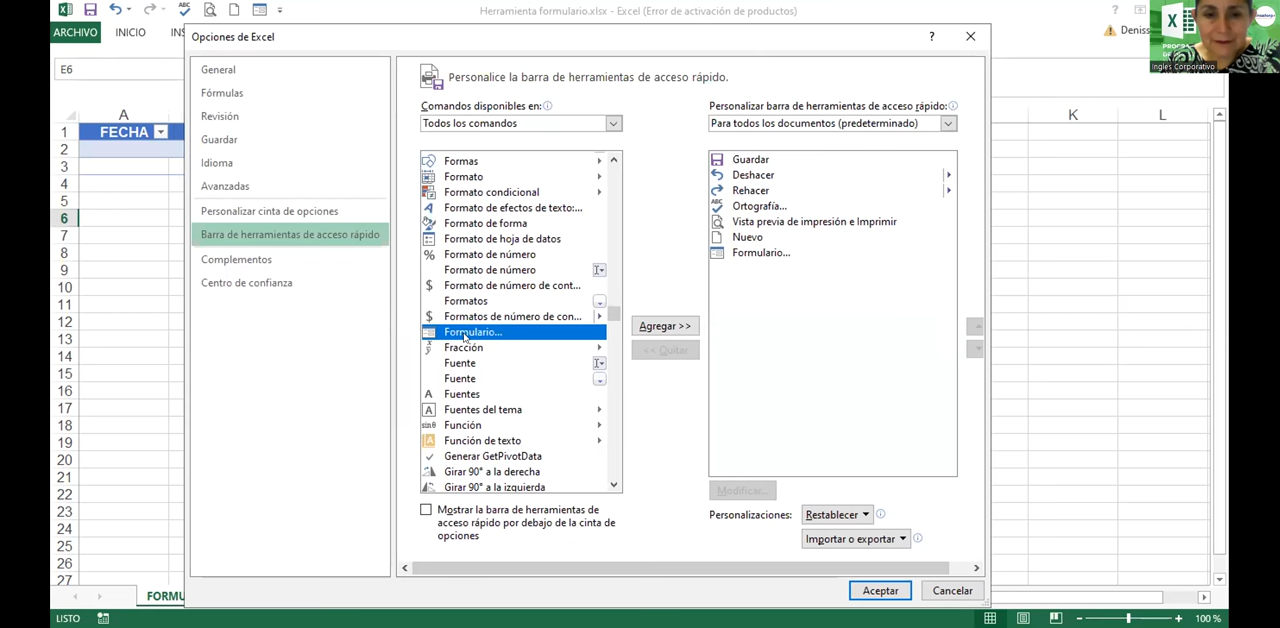 Herramienta formulario.xlsx - Excel (Error de activación de productos)
ARCHIVO
INICIO
Deniss
Ingles Corporativo
Opciones de Excel
E6
General
Fórmulas
Revisión
Guardar
Idioma
Avanzadas
Personalizar cinta de opciones
Barra de herramientas de acceso rápido
Complementos
Centro de confianza
Personalice la barra de herramientas de acceso rápido.
Comandos disponibles en:
Todos los comandos
Formas
Formato
Formato condicional
Formato de efectos de texto:...
Formato de forma
Formato de hoja de datos
Formato de número
Formato de número
Formato de número de cont...
Formatos
Formatos de número de con...
Formulario...
Fracción
Fuente
Fuente
Fuentes
Fuentes del tema
Función
Función de texto
Generar GetPivotData
Girar 90° a la derecha
Girar 90° a la izquierda
Mostrar la barra de herramientas de
acceso rápido por debajo de la cinta de
opciones
Agregar >>
<< Quitar
Personalizar barra de herramientas de acceso rápido:
Para todos los documentos (predeterminado)
Guardar
Deshacer
Rehacer
Ortografía...
Vista previa de impresión e Imprimir
Nuevo
Formulario...
Modificar...
Personalizaciones:
Restablecer
Importar o exportar
Aceptar
Cancelar
A
K
L
1
FECHA
2
3
4
5
6
7
8
9
10
11
12
13
14
15
16
17
18
19
20
21
22
23
24
25
26
27
FORMU
LISTO
100 %